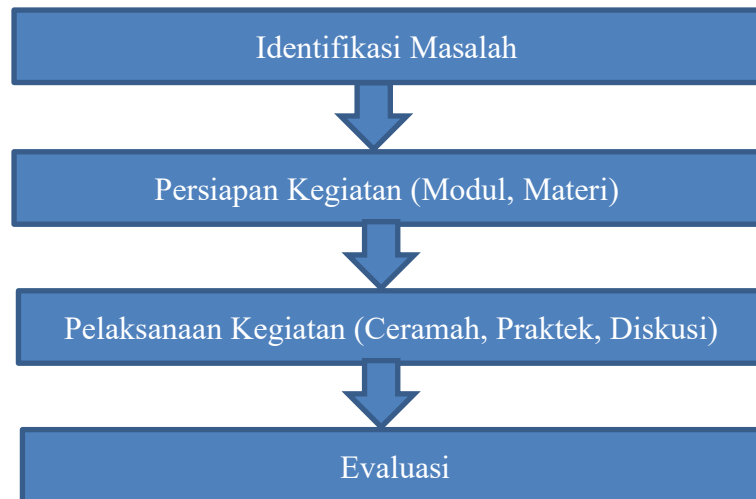 Identifikasi Masalah
Persiapan Kegiatan (Modul, Materi)
Pelaksanaan Kegiatan (Ceramah, Praktek, Diskusi)
Evaluasi